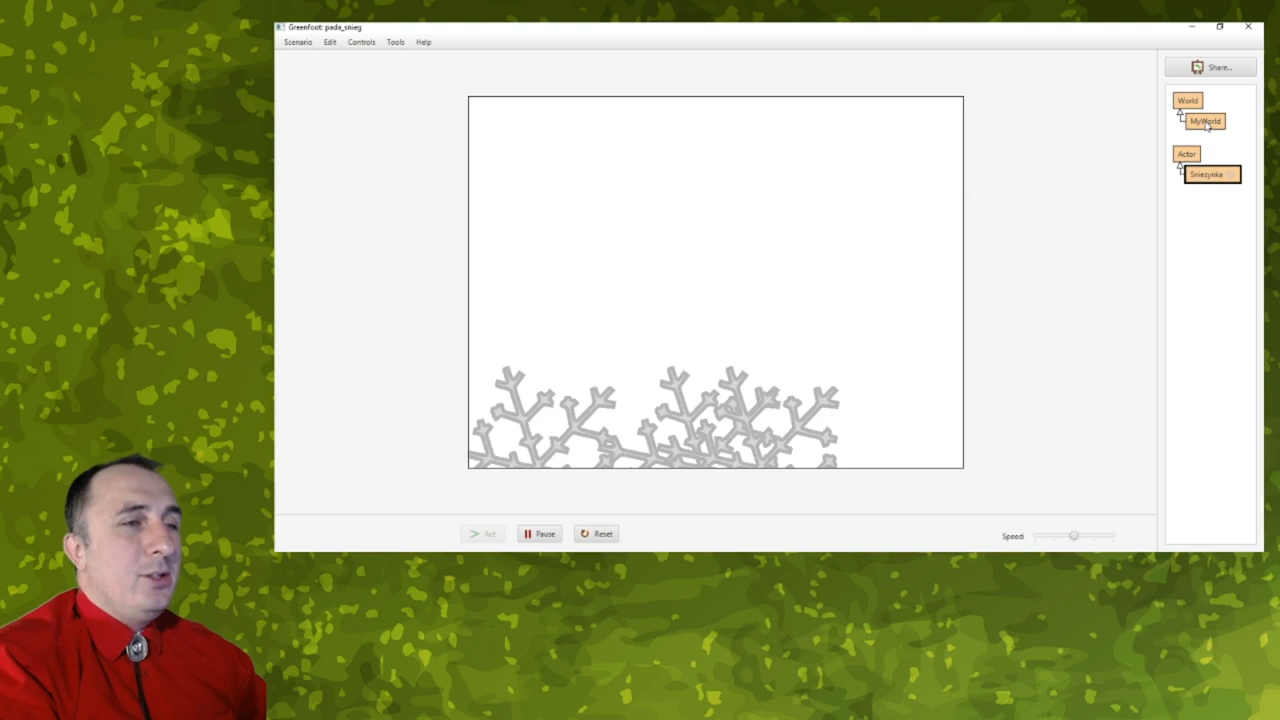 Greenfoot: pada_snieg
Scenario Edit Controls Tools Help
Share...
World
MyWorld
Actor
Sniezynka
Act Pause Reset
Speed: